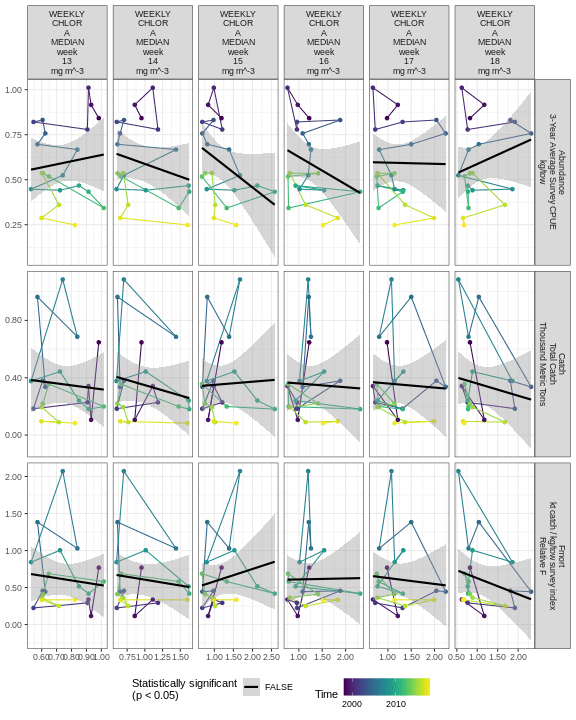 WEEKLY
CHLOR
A
MEDIAN
week
13
mg m^-3
WEEKLY
CHLOR
A
MEDIAN
week
14
mg m^-3
WEEKLY
CHLOR
A
MEDIAN
week
15
mg m^-3
WEEKLY
CHLOR
A
MEDIAN
week
16
mg m^-3
WEEKLY
CHLOR
A
MEDIAN
week
17
mg m^-3
WEEKLY
CHLOR
A
MEDIAN
week
18
mg m^-3
1.00
0.75
0.50
0.25
Abundance
3-Year Average Survey CPUE
kg/tow
0.80
0.40
0.00
Catch
Total Catch
Thousand Metric Tons
2.00
1.50
1.00
0.50
0.00
Fmort
kt catch / kg/tow survey index
Relative F
0.60 0.70 0.80 0.90 1.00
0.75 1.00 1.25 1.50
1.00 1.50 2.00 2.50
1.00 1.50 2.00
1.00 1.50 2.00
0.50 1.00 1.50 2.00
Statistically significant
(p < 0.05)
FALSE
Time
2000 2010